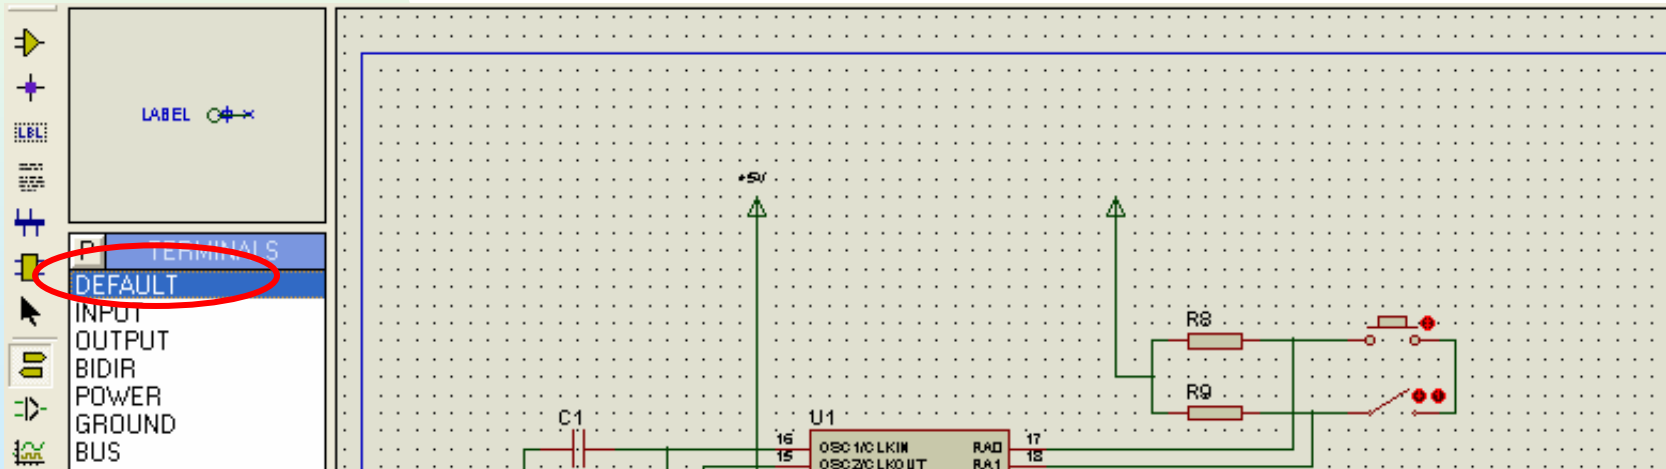 LBL
LABEL
P TERMINALS
DEFAULT
INPUT
OUTPUT
BIDIR
POWER
GROUND
BUS
+5V
R8
R9
C1
U1
16 OSC1/CLKIN RA0 17
15 OSC2/CLKOUT RA1 18